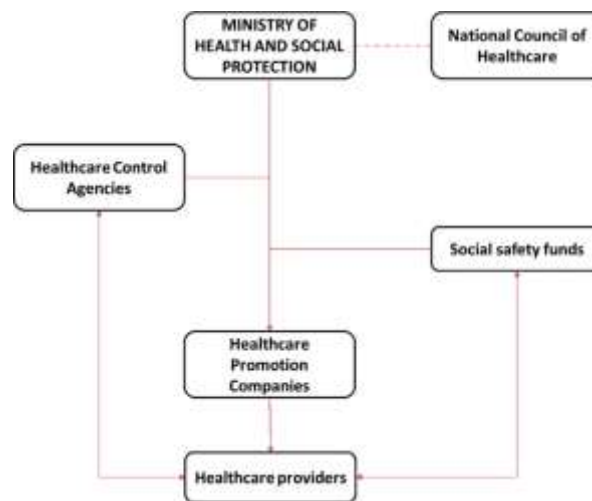 MINISTRY OF
HEALTH AND SOCIAL
PROTECTION
National Council of
Healthcare
Healthcare Control
Agencies
Social safety funds
Healthcare
Promotion
Companies
Healthcare providers